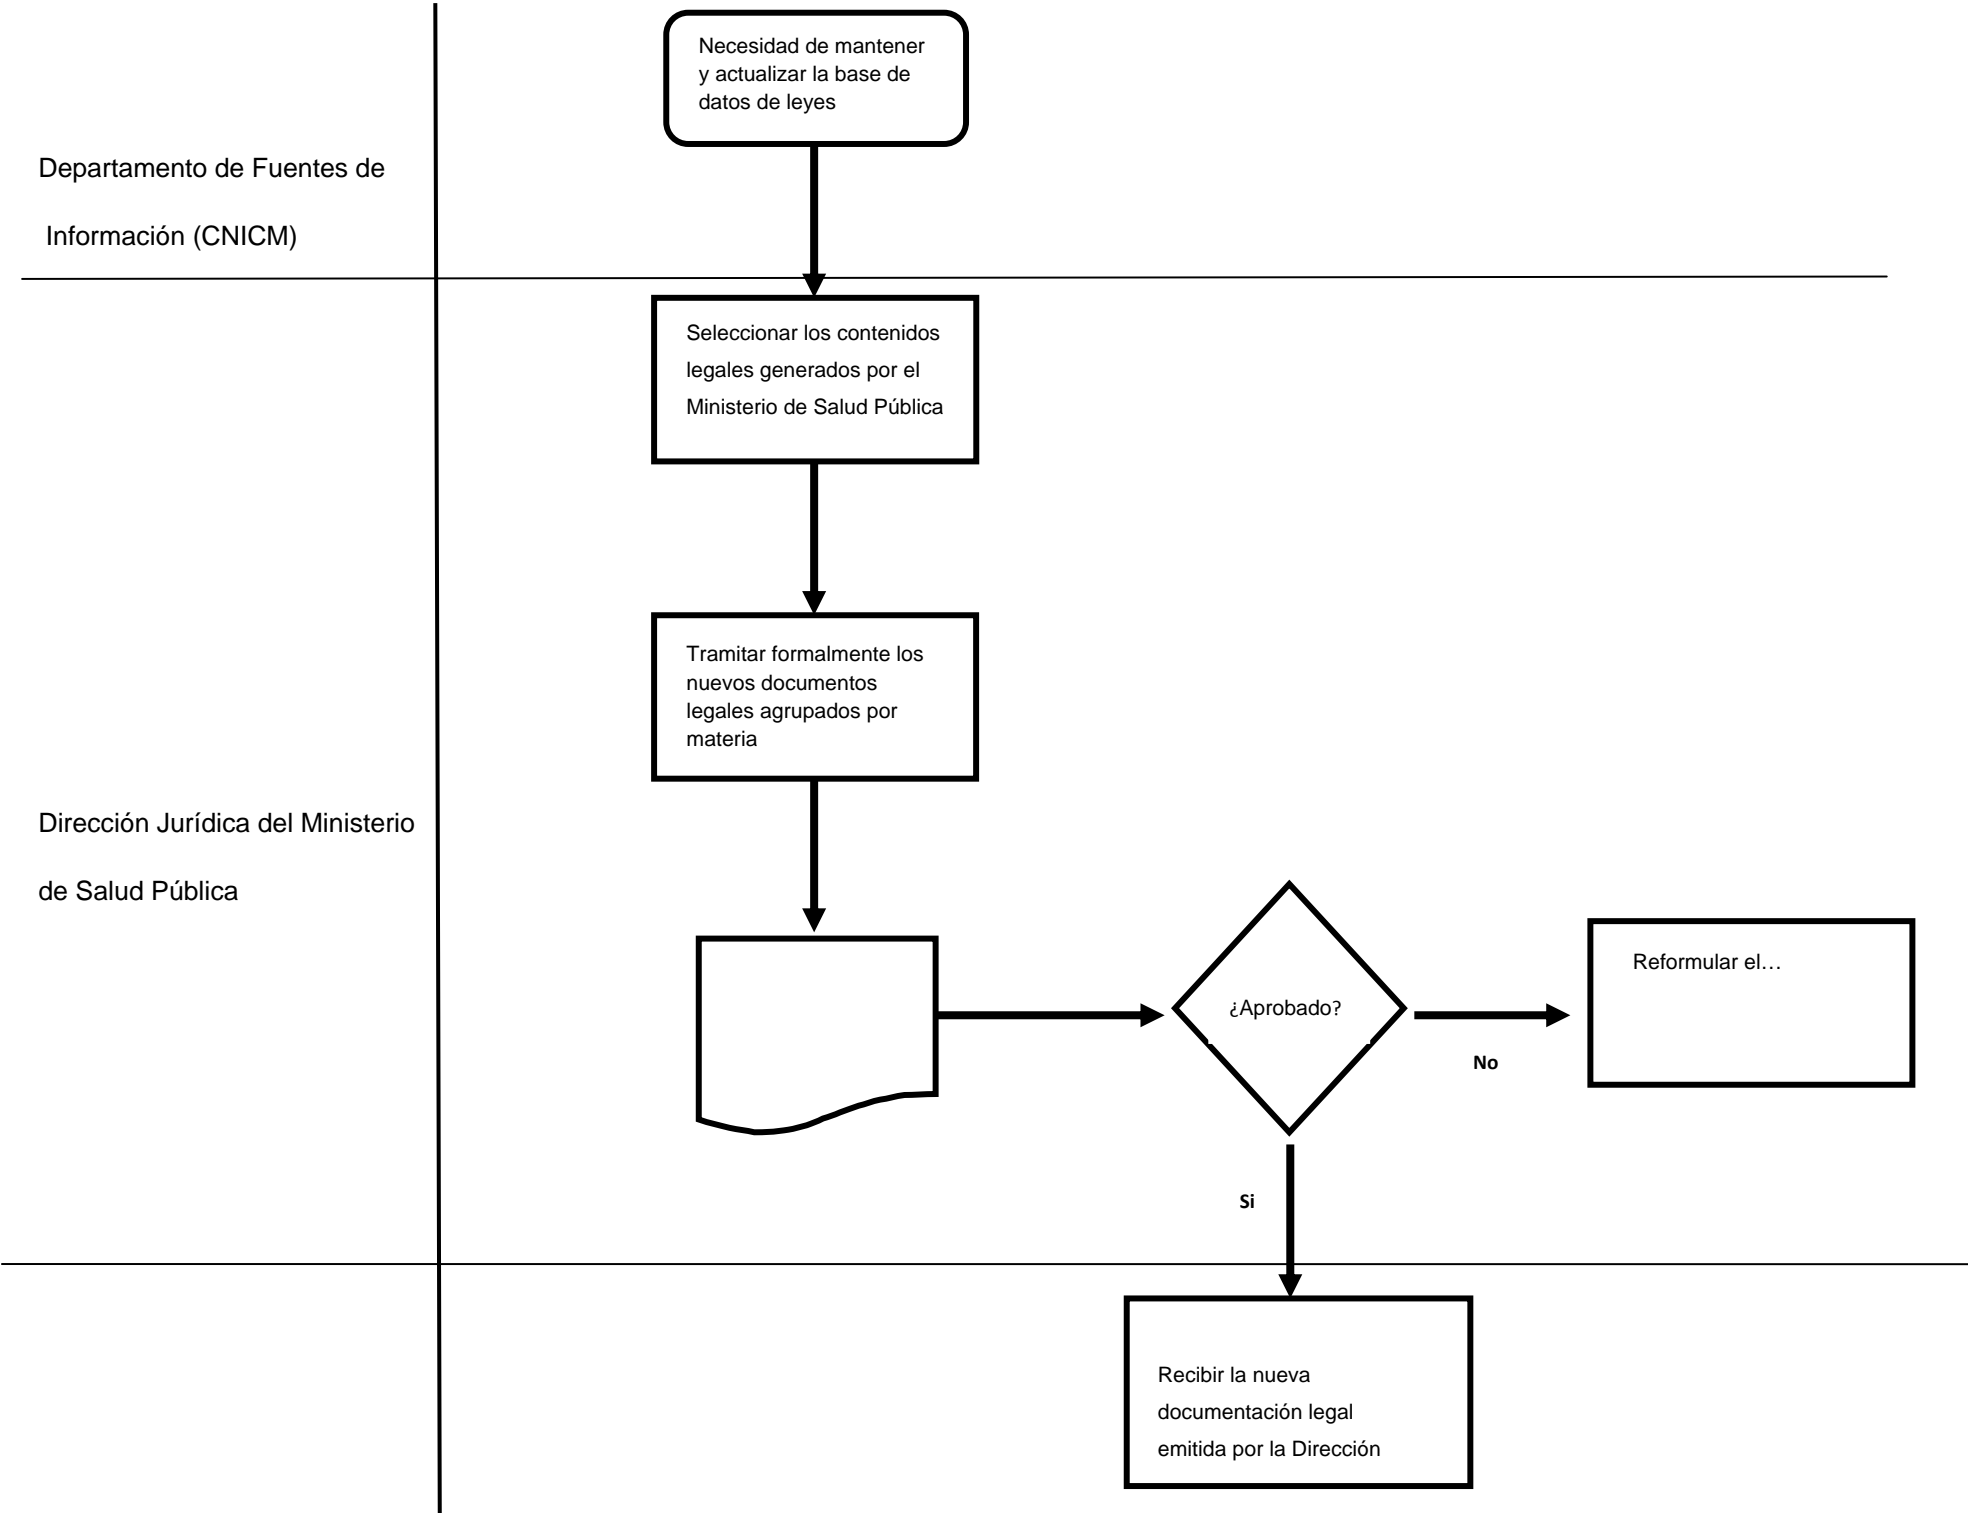 Necesidad de mantener
y actualizar la base de
datos de leyes
Departamento de Fuentes de
Información (CNICM)
Seleccionar los contenidos
legales generados por el
Ministerio de Salud Pública
Tramitar formalmente los
nuevos documentos
legales agrupados por
materia
Dirección Jurídica del Ministerio
de Salud Pública
¿Aprobado?
No
Reformular el…
Si
Recibir la nueva
documentación legal
emitida por la Dirección